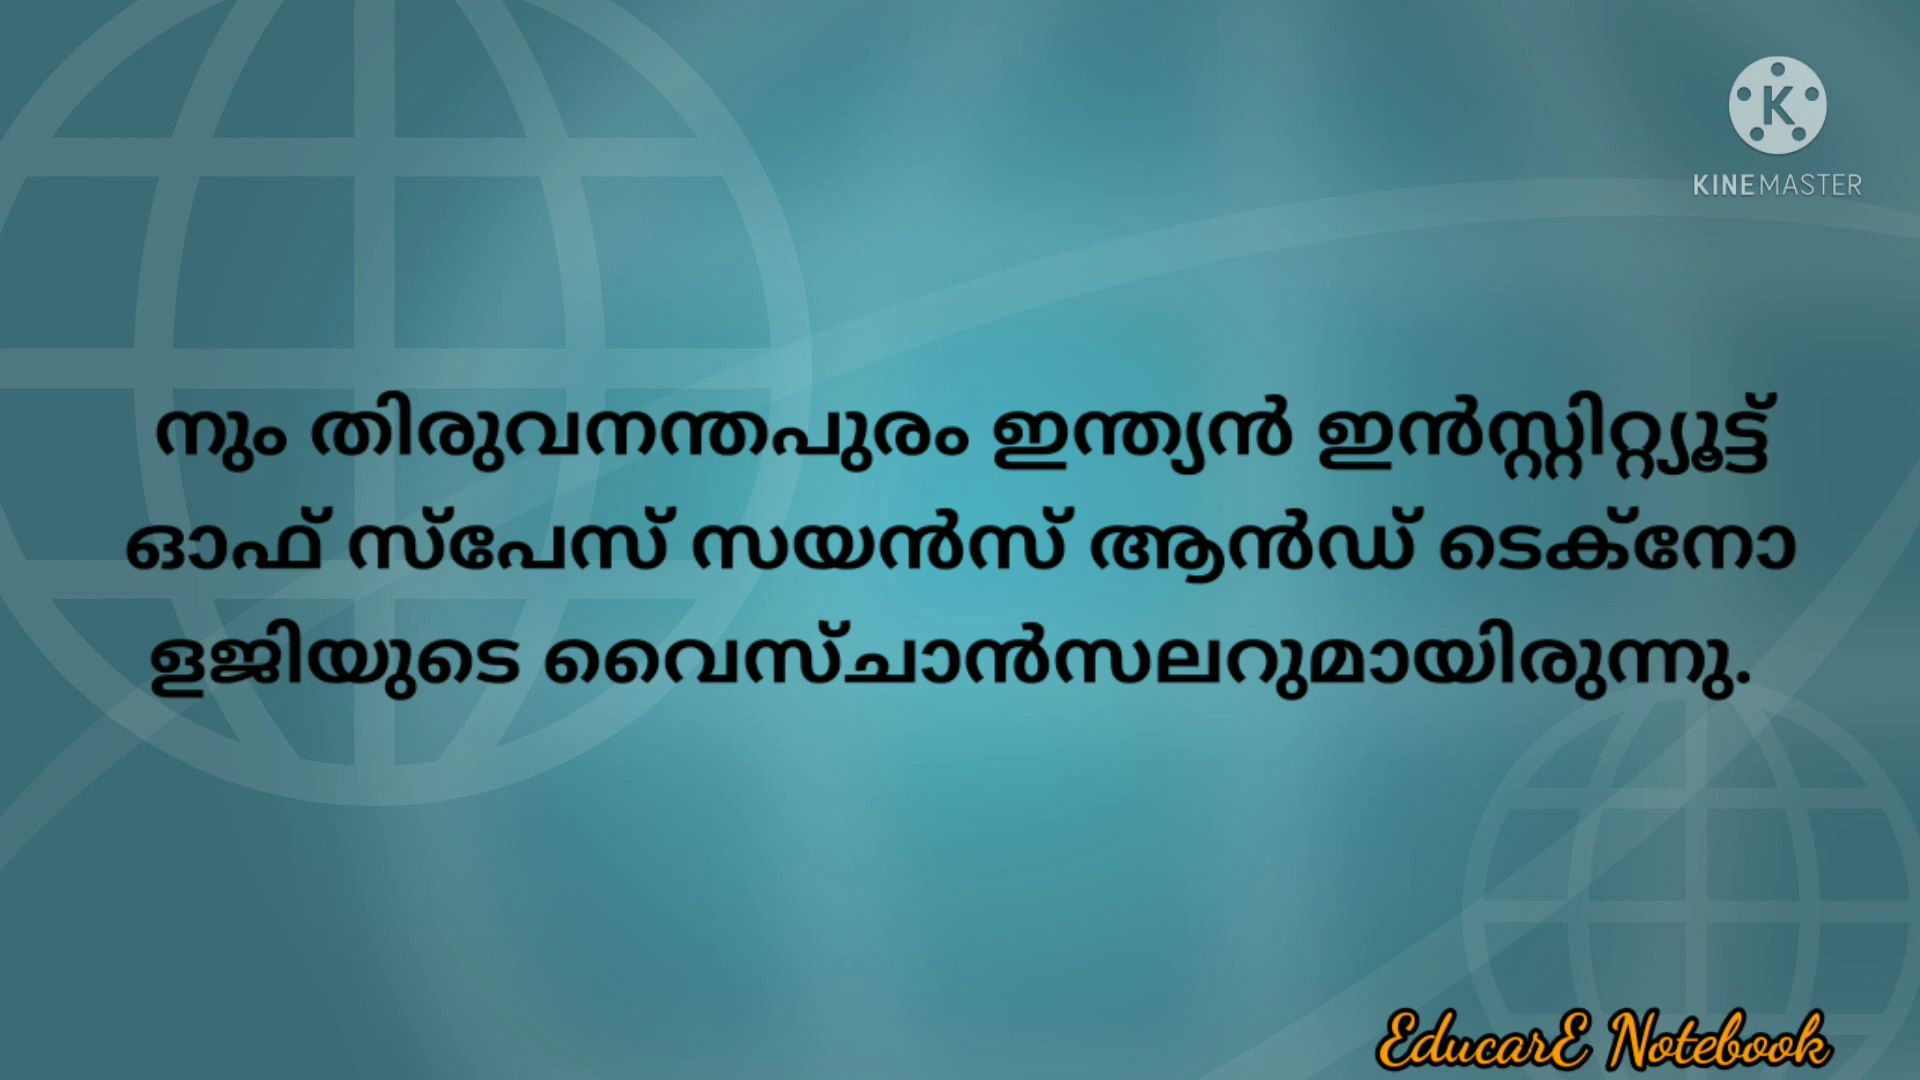 KINEMASTER
നും തിരുവനന്തപുരം ഇന്ത്യൻ ഇൻസ്റ്റിറ്റ്യൂട്ട്
ഓഫ് സ്പേസ് സയൻസ് ആൻഡ് ടെക്നോ
ളജിയുടെ വൈസ്ചാൻസലറുമായിരുന്നു.
EducarE Notebook